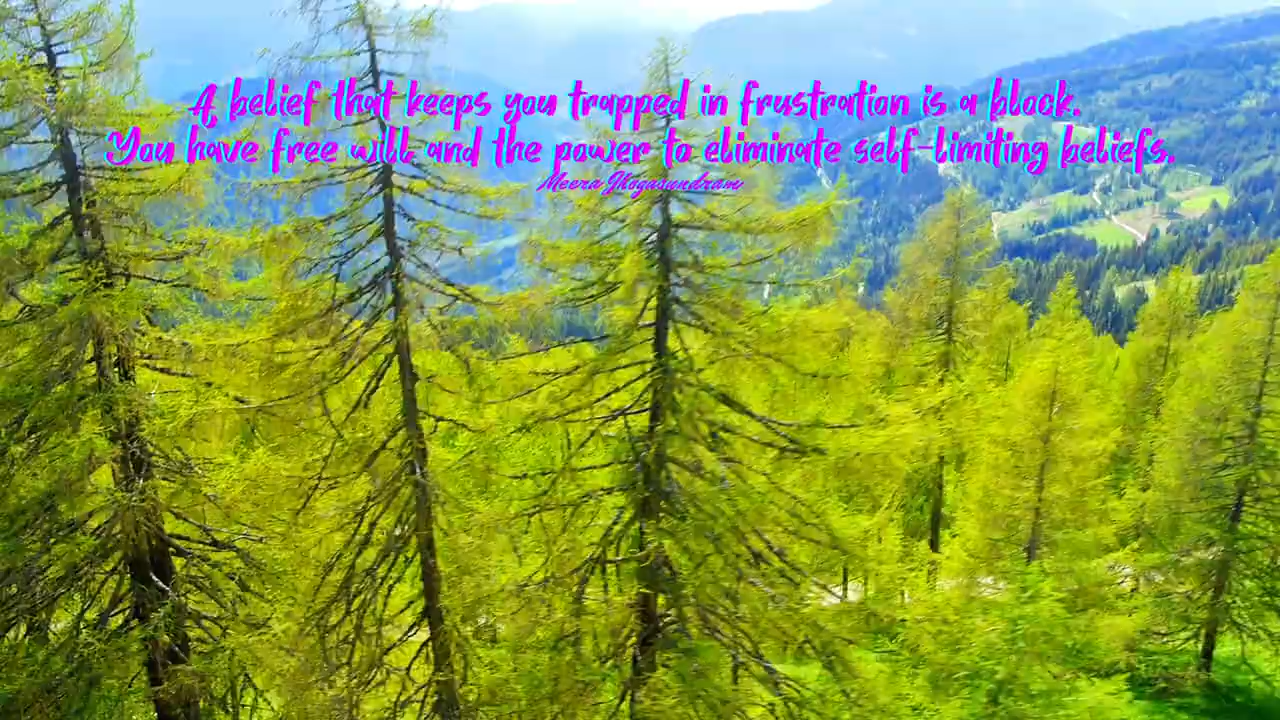 A belief that keeps you trapped in frustration is a block.
You have free will and the power to eliminate self-limiting beliefs.
Meera Jhogasundram